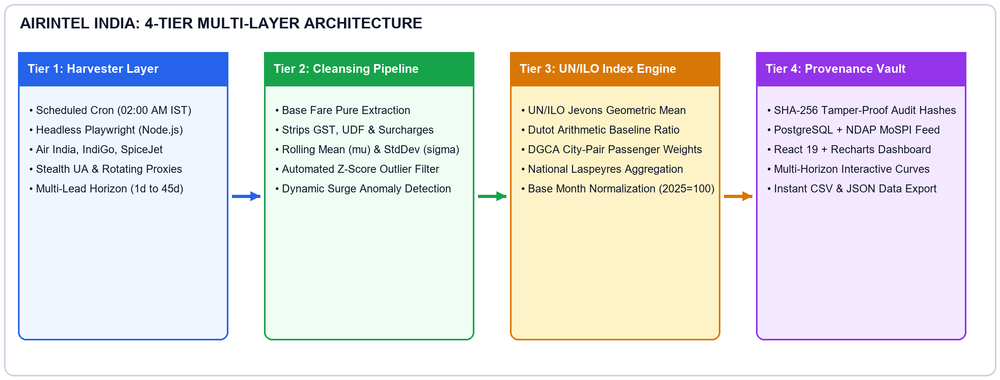 AIRINTEL INDIA: 4-TIER MULTI-LAYER ARCHITECTURE
Tier 1: Harvester Layer
• Scheduled Cron (02:00 AM IST)
• Headless Playwright (Node.js)
• Air India, IndiGo, SpiceJet
• Stealth UA & Rotating Proxies
• Multi-Lead Horizon (1d to 45d)
Tier 2: Cleansing Pipeline
• Base Fare Pure Extraction
• Strips GST, UDF & Surcharges
• Rolling Mean (mu) & StdDev (sigma)
• Automated Z-Score Outlier Filter
• Dynamic Surge Anomaly Detection
Tier 3: UN/ILO Index Engine
• UN/ILO Jevons Geometric Mean
• Dutot Arithmetic Baseline Ratio
• DGCA City-Pair Passenger Weights
• National Laspeyres Aggregation
• Base Month Normalization (2025=100)
Tier 4: Provenance Vault
• SHA-256 Tamper-Proof Audit Hashes
• PostgreSQL + NDAP MoSPI Feed
• React 19 + Recharts Dashboard
• Multi-Horizon Interactive Curves
• Instant CSV & JSON Data Export